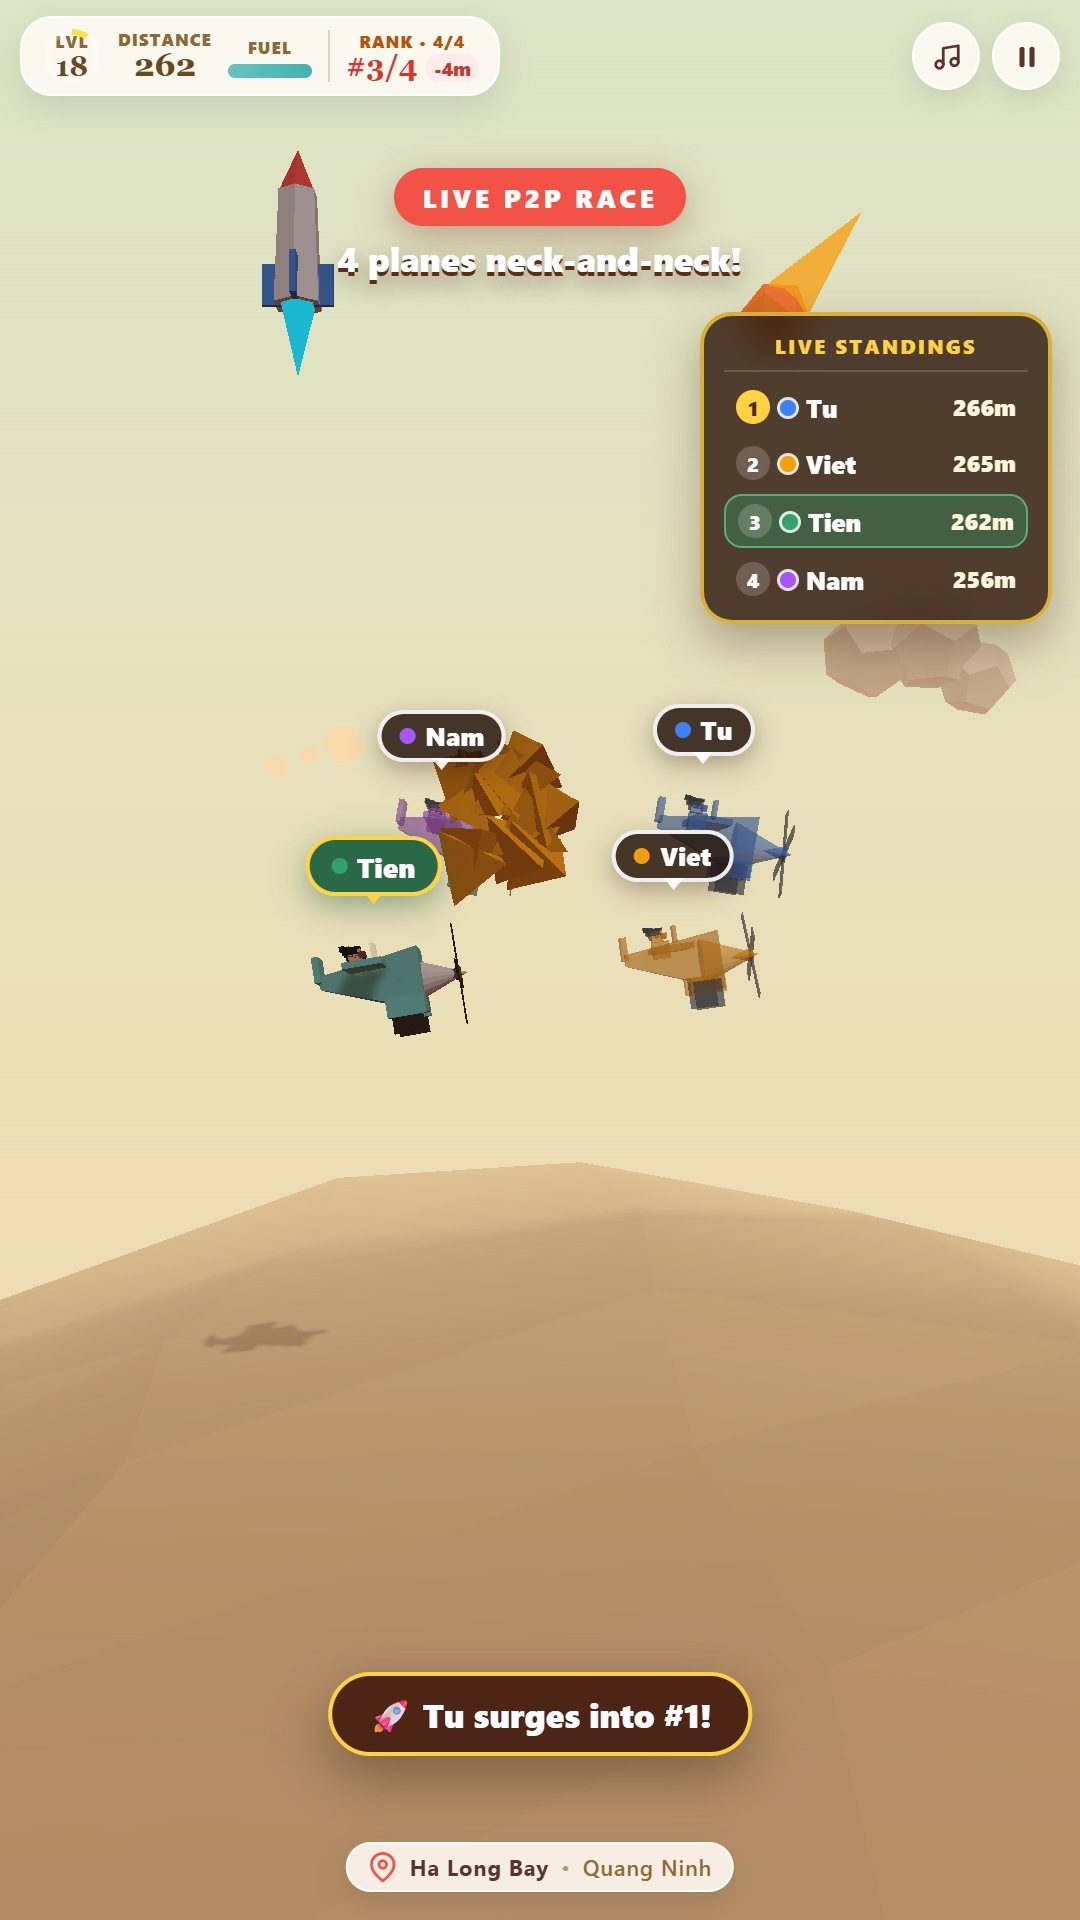 LVL
18
DISTANCE
262
FUEL
RANK • 4/4
#3/4 -4m
LIVE P2P RACE
4 planes neck-and-neck!
LIVE STANDINGS
1 Tu 266m
2 Viet 265m
3 Tien 262m
4 Nam 256m
Nam
Tu
Tien
Viet
🚀 Tu surges into #1!
Ha Long Bay • Quang Ninh